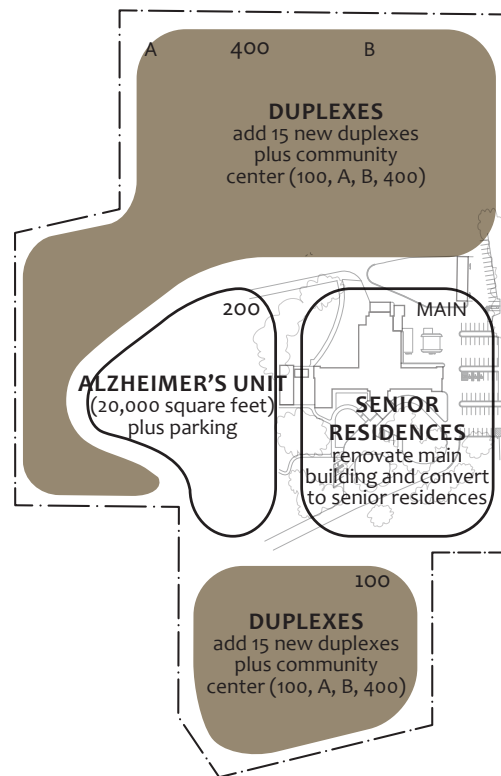 A 400 B
DUPLEXES
add 15 new duplexes
plus community
center (100, A, B, 400)
200
MAIN
ALZHEIMER'S UNIT
(20,000 square feet)
plus parking
SENIOR
RESIDENCES
renovate main
building and convert
to senior residences
100
DUPLEXES
add 15 new duplexes
plus community
center (100, A, B, 400)